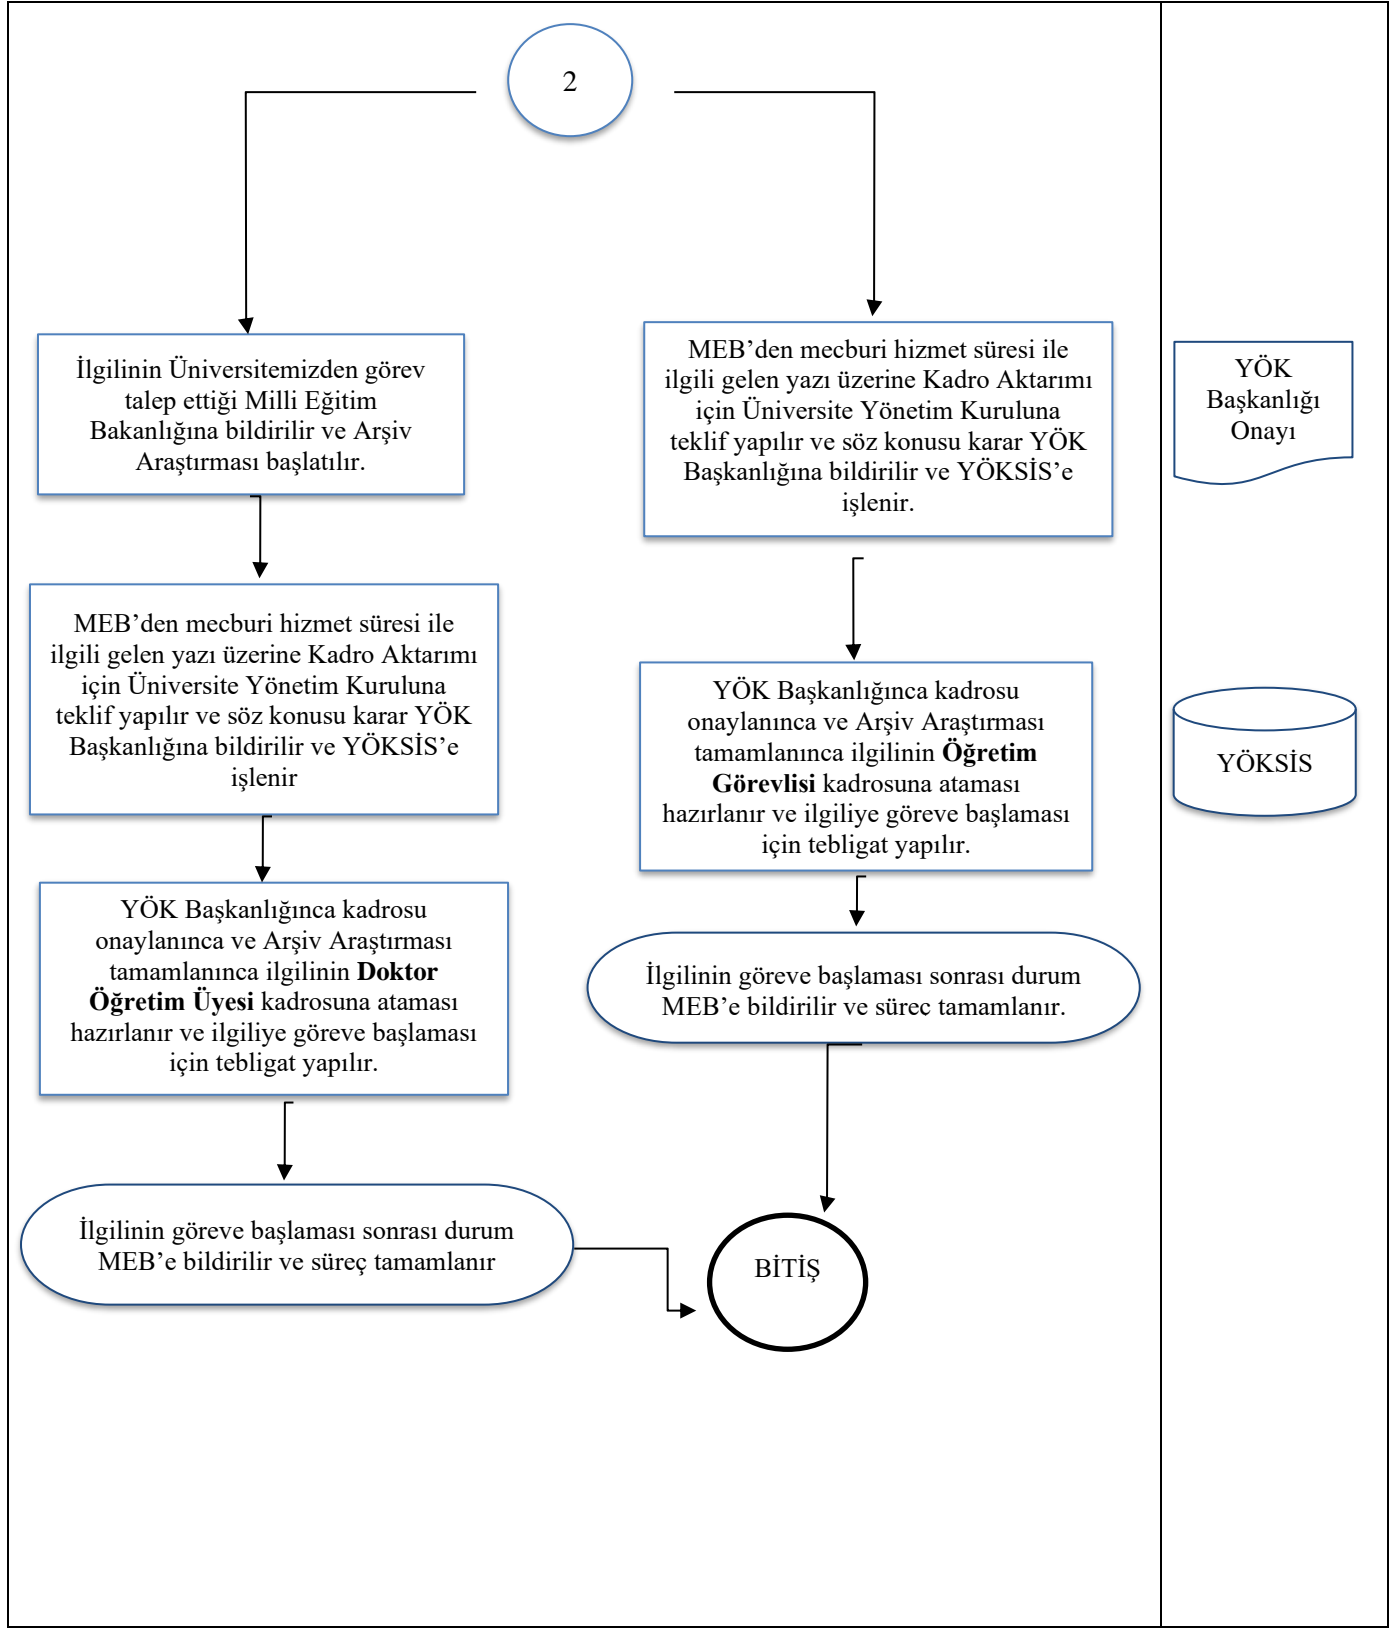 2
İlgilinin Üniversitemizden görev
talep ettiği Milli Eğitim
Bakanlığına bildirilir ve Arşiv
Araştırması başlatılır.
MEB’den mecburi hizmet süresi ile
ilgili gelen yazı üzerine Kadro Aktarımı
için Üniversite Yönetim Kuruluna
teklif yapılır ve söz konusu karar YÖK
Başkanlığına bildirilir ve YÖKSİS’e
işlenir
YÖK Başkanlığınca kadrosu
onaylanınca ve Arşiv Araştırması
tamamlanınca ilgilinin Doktor
Öğretim Üyesi kadrosuna ataması
hazırlanır ve ilgiliye göreve başlaması
için tebligat yapılır.
İlgilinin göreve başlaması sonrası durum
MEB’e bildirilir ve süreç tamamlanır
MEB’den mecburi hizmet süresi ile
ilgili gelen yazı üzerine Kadro Aktarımı
için Üniversite Yönetim Kuruluna
teklif yapılır ve söz konusu karar YÖK
Başkanlığına bildirilir ve YÖKSİS’e
işlenir.
YÖK Başkanlığınca kadrosu
onaylanınca ve Arşiv Araştırması
tamamlanınca ilgilinin Öğretim
Görevlisi kadrosuna ataması
hazırlanır ve ilgiliye göreve başlaması
için tebligat yapılır.
İlgilinin göreve başlaması sonrası durum
MEB’e bildirilir ve sürec tamamlanır.
BİTİŞ
YÖK
Başkanlığı
Onayı
YÖKSİS